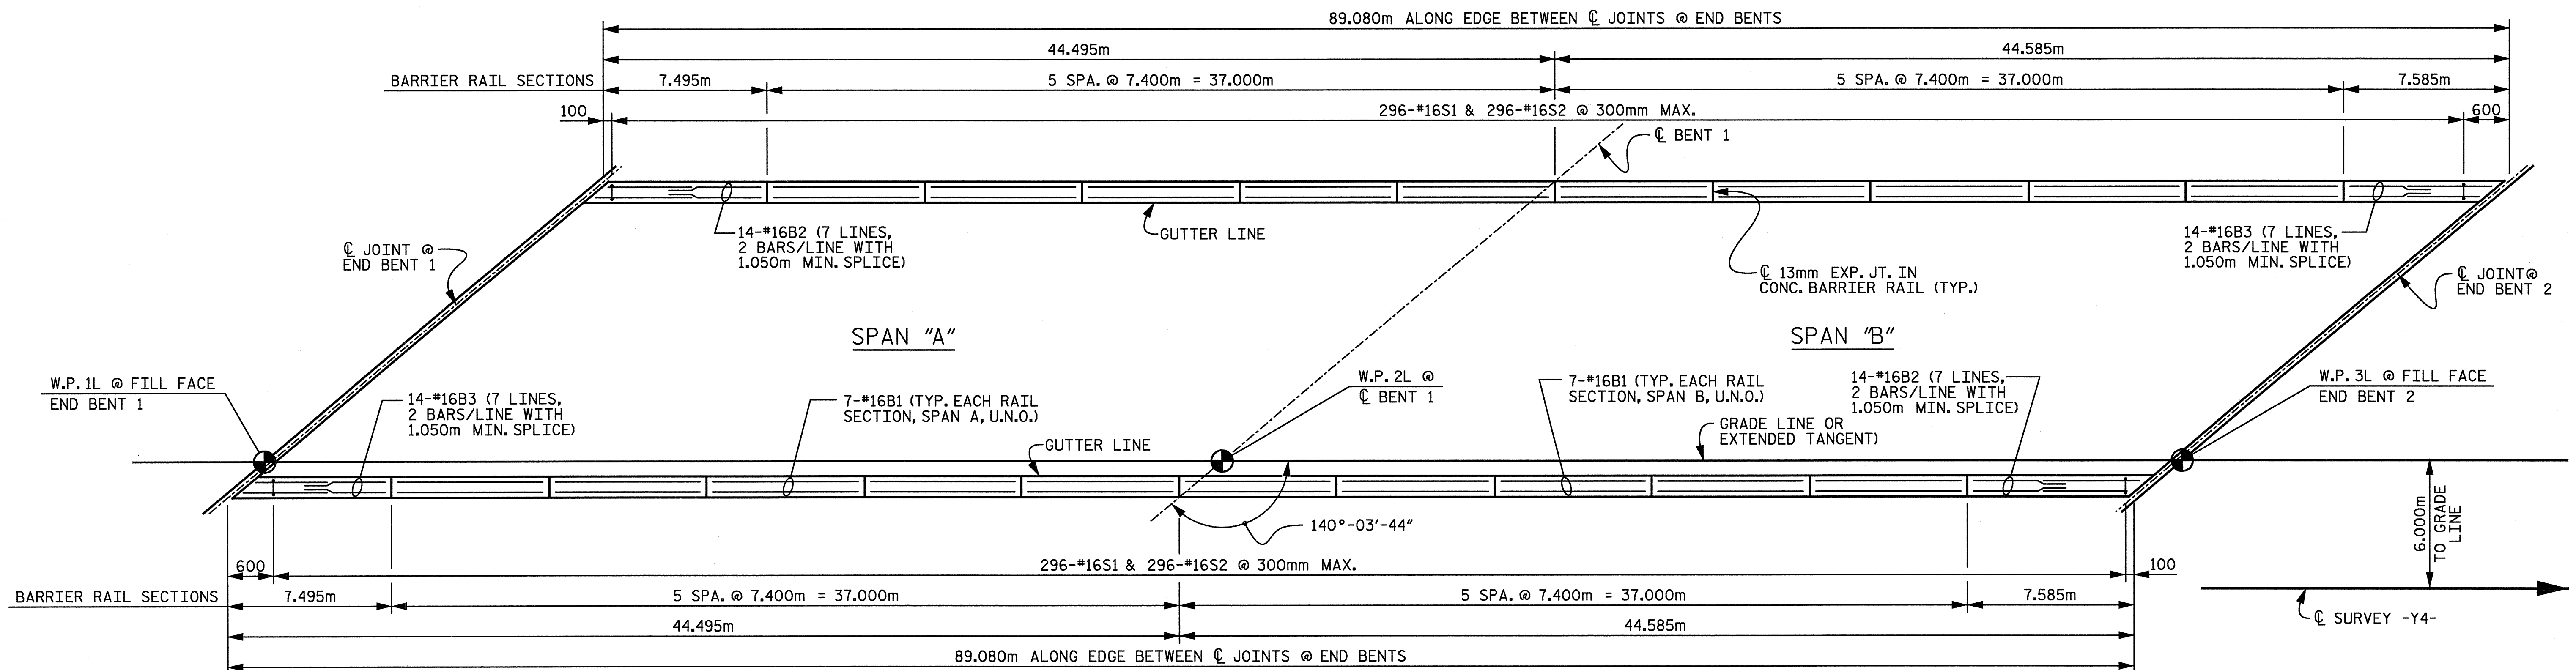 89.080m ALONG EDGE BETWEEN ℄ JOINTS @ END BENTS
44.495m
44.585m
BARRIER RAIL SECTIONS
7.495m
5 SPA. @ 7.400m = 37.000m
5 SPA. @ 7.400m = 37.000m
7.585m
100
296-#16S1 & 296-#16S2 @ 300mm MAX.
600
℄ BENT 1
14-#16B2 (7 LINES,
2 BARS/LINE WITH
1.050m MIN. SPLICE)
GUTTER LINE
14-#16B3 (7 LINES,
2 BARS/LINE WITH
1.050m MIN. SPLICE)
℄ JOINT @
END BENT 1
℄ 13mm EXP. JT. IN
CONC. BARRIER RAIL (TYP.)
℄ JOINT@
END BENT 2
SPAN "A"
SPAN "B"
W.P. 1L @ FILL FACE
END BENT 1
14-#16B3 (7 LINES,
2 BARS/LINE WITH
1.050m MIN. SPLICE)
7-#16B1 (TYP. EACH RAIL
SECTION, SPAN A, U.N.O.)
W.P. 2L @
℄ BENT 1
7-#16B1 (TYP. EACH RAIL
SECTION, SPAN B, U.N.O.)
14-#16B2 (7 LINES,
2 BARS/LINE WITH
1.050m MIN. SPLICE)
W.P. 3L @ FILL FACE
END BENT 2
GUTTER LINE
GRADE LINE OR
EXTENDED TANGENT)
140°-03'-44"
6.000m
TO GRADE
LINE
600
296-#16S1 & 296-#16S2 @ 300mm MAX.
100
BARRIER RAIL SECTIONS
7.495m
5 SPA. @ 7.400m = 37.000m
5 SPA. @ 7.400m = 37.000m
7.585m
℄ SURVEY -Y4-
44.495m
44.585m
89.080m ALONG EDGE BETWEEN ℄ JOINTS @ END BENTS